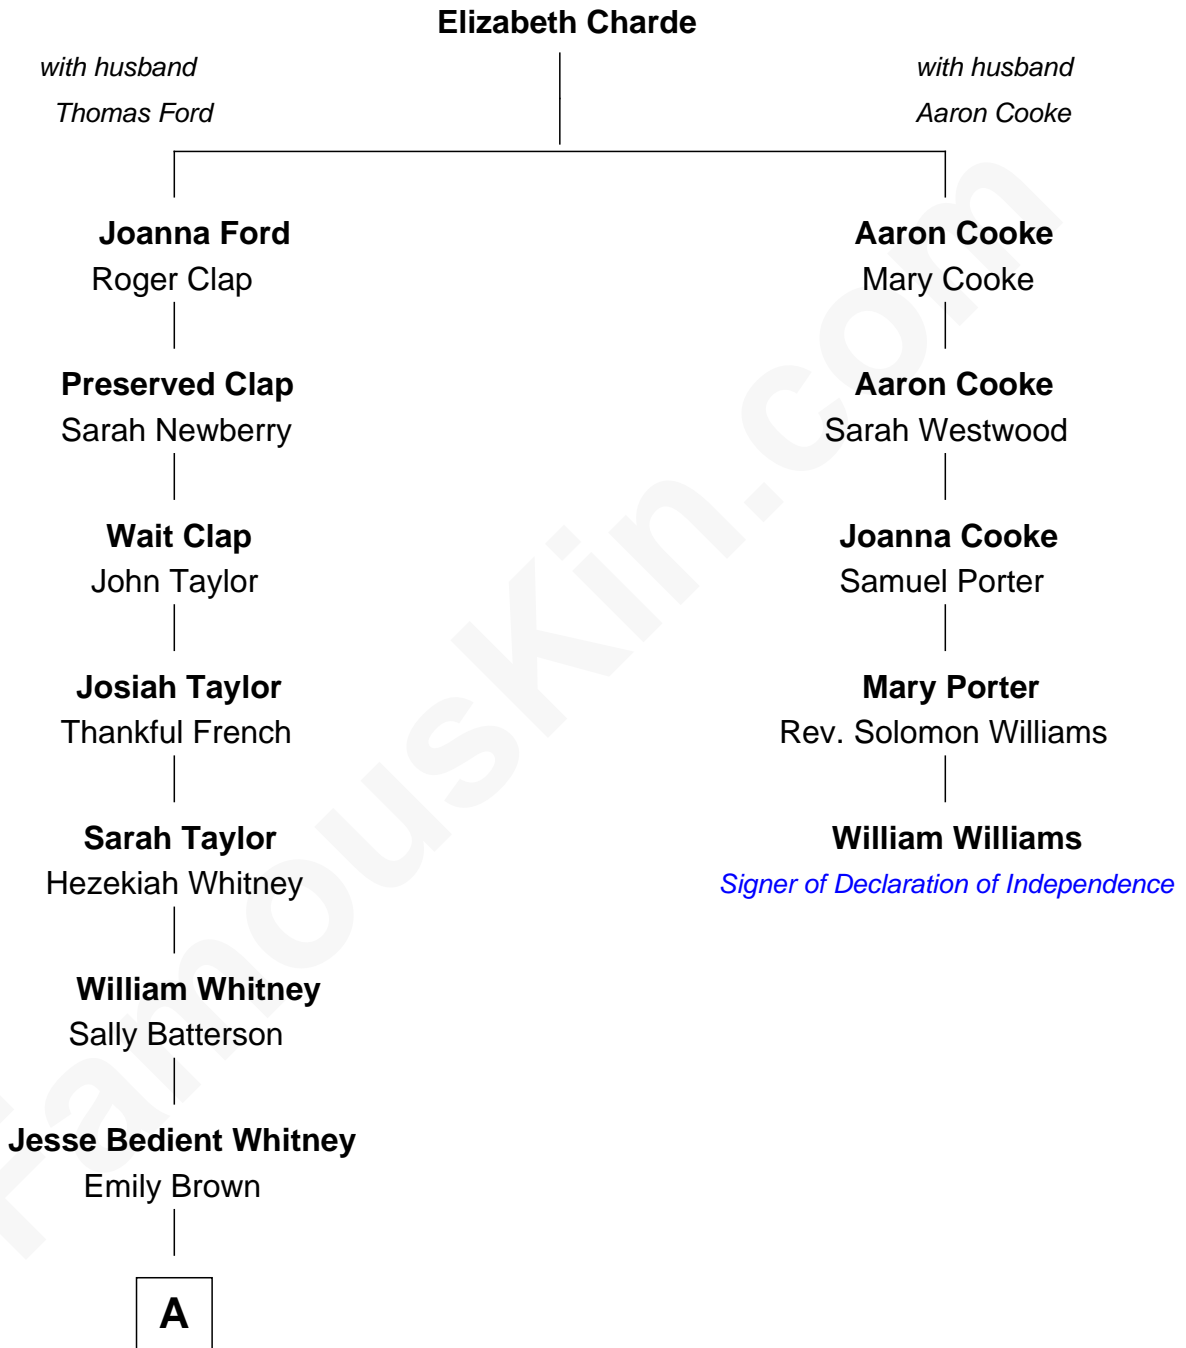 Elizabeth Charde
with husband
Thomas Ford
with husband
Aaron Cooke
Joanna Ford
Roger Clap
Preserved Clap
Sarah Newberry
Wait Clap
John Taylor
Josiah Taylor
Thankful French
Sarah Taylor
Hezekiah Whitney
William Whitney
Sally Batterson
Jesse Bedient Whitney
Emily Brown
A
Aaron Cooke
Mary Cooke
Aaron Cooke
Sarah Westwood
Joanna Cooke
Samuel Porter
Mary Porter
Rev. Solomon Williams
William Williams
Signer of Declaration of Independence
FamousKin.com